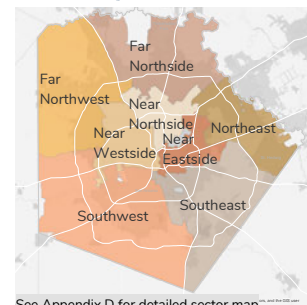 Far
Northside
Far
Northwest
Near
Northside
Near
Westside
Near
Eastside
Northeast
Southwest
Southeast
See Appendix D for detailed sector map